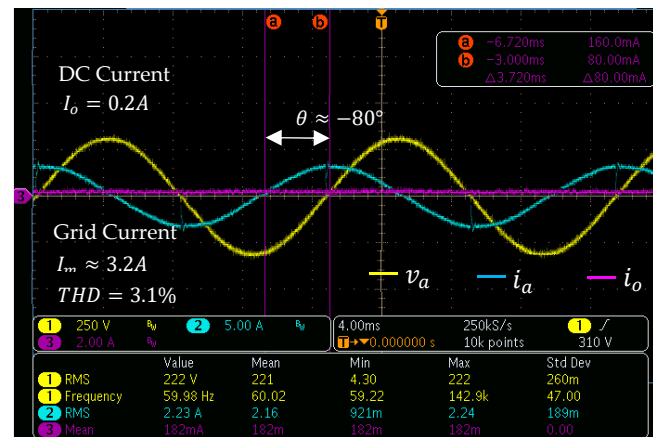 a b T
a -6.720ms 160.0mA
b -3.000ms 80.00mA
Δ3.720ms Δ80.00mA
DC Current
I_o = 0.2A
θ ≈ −80°
3
Grid Current
I_m ≈ 3.2A
THD = 3.1%
v_a i_a i_o
1 250 V Bw 2 5.00 A Bw
3 2.00 A Bw
4.00ms 250kS/s 1 ∫
T→▼0.000000 s 10k points 310 V
Value Mean Min Max Std Dev
1 RMS 222 V 221 4.30 222 260m
1 Frequency 59.98 Hz 60.02 59.22 142.9k 47.00
2 RMS 2.23 A 2.16 921m 2.24 189m
3 Mean 182mA 182m 182m 182m 0.00